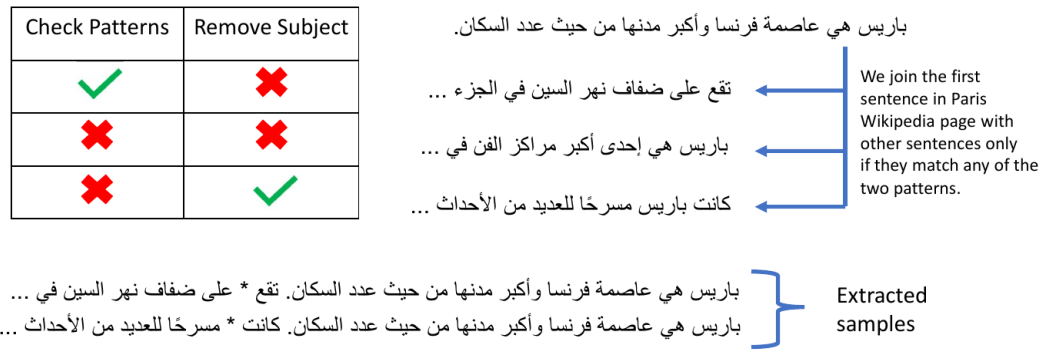 Check Patterns
Remove Subject
باريس هي عاصمة فرنسا وأكبر مدنها من حيث عدد السكان.
تقع على ضفاف نهر السين في الجزء ...
باريس هي إحدى أكبر مراكز الفن في ...
كانت باريس مسرحًا للعديد من الأحداث ...
We join the first
sentence in Paris
Wikipedia page with
other sentences only
if they match any of the
two patterns.
باريس هي عاصمة فرنسا وأكبر مدنها من حيث عدد السكان. تقع * على ضفاف نهر السين في ...
باريس هي عاصمة فرنسا وأكبر مدنها من حيث عدد السكان. كانت * مسرحًا للعديد من الأحداث ...
Extracted
samples